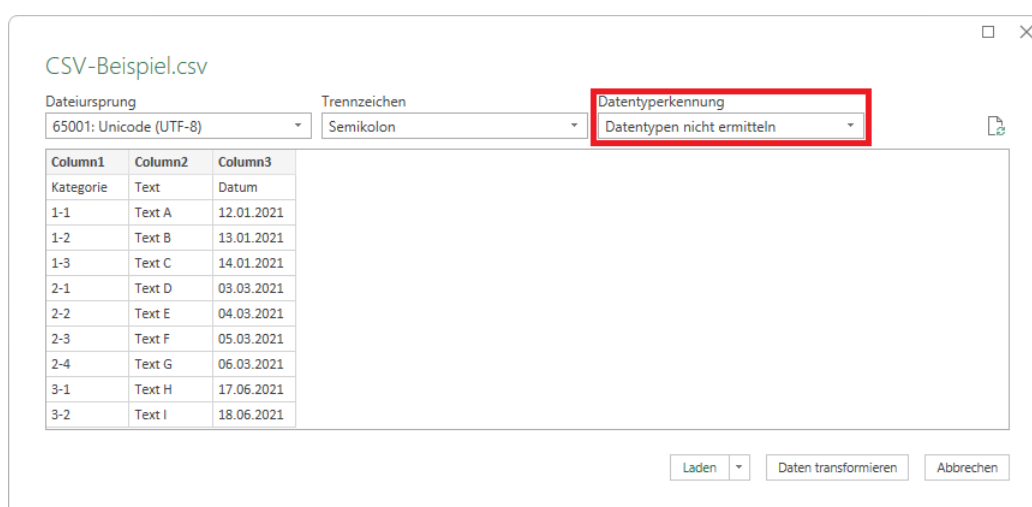 CSV-Beispiel.csv
Dateiursprung Trennzeichen Datentyperkennung
65001: Unicode (UTF-8) Semikolon Datentypen nicht ermitteln
Column1 Column2 Column3
Kategorie Text Datum
1-1 Text A 12.01.2021
1-2 Text B 13.01.2021
1-3 Text C 14.01.2021
2-1 Text D 03.03.2021
2-2 Text E 04.03.2021
2-3 Text F 05.03.2021
2-4 Text G 06.03.2021
3-1 Text H 17.06.2021
3-2 Text I 18.06.2021
Laden Daten transformieren Abbrechen